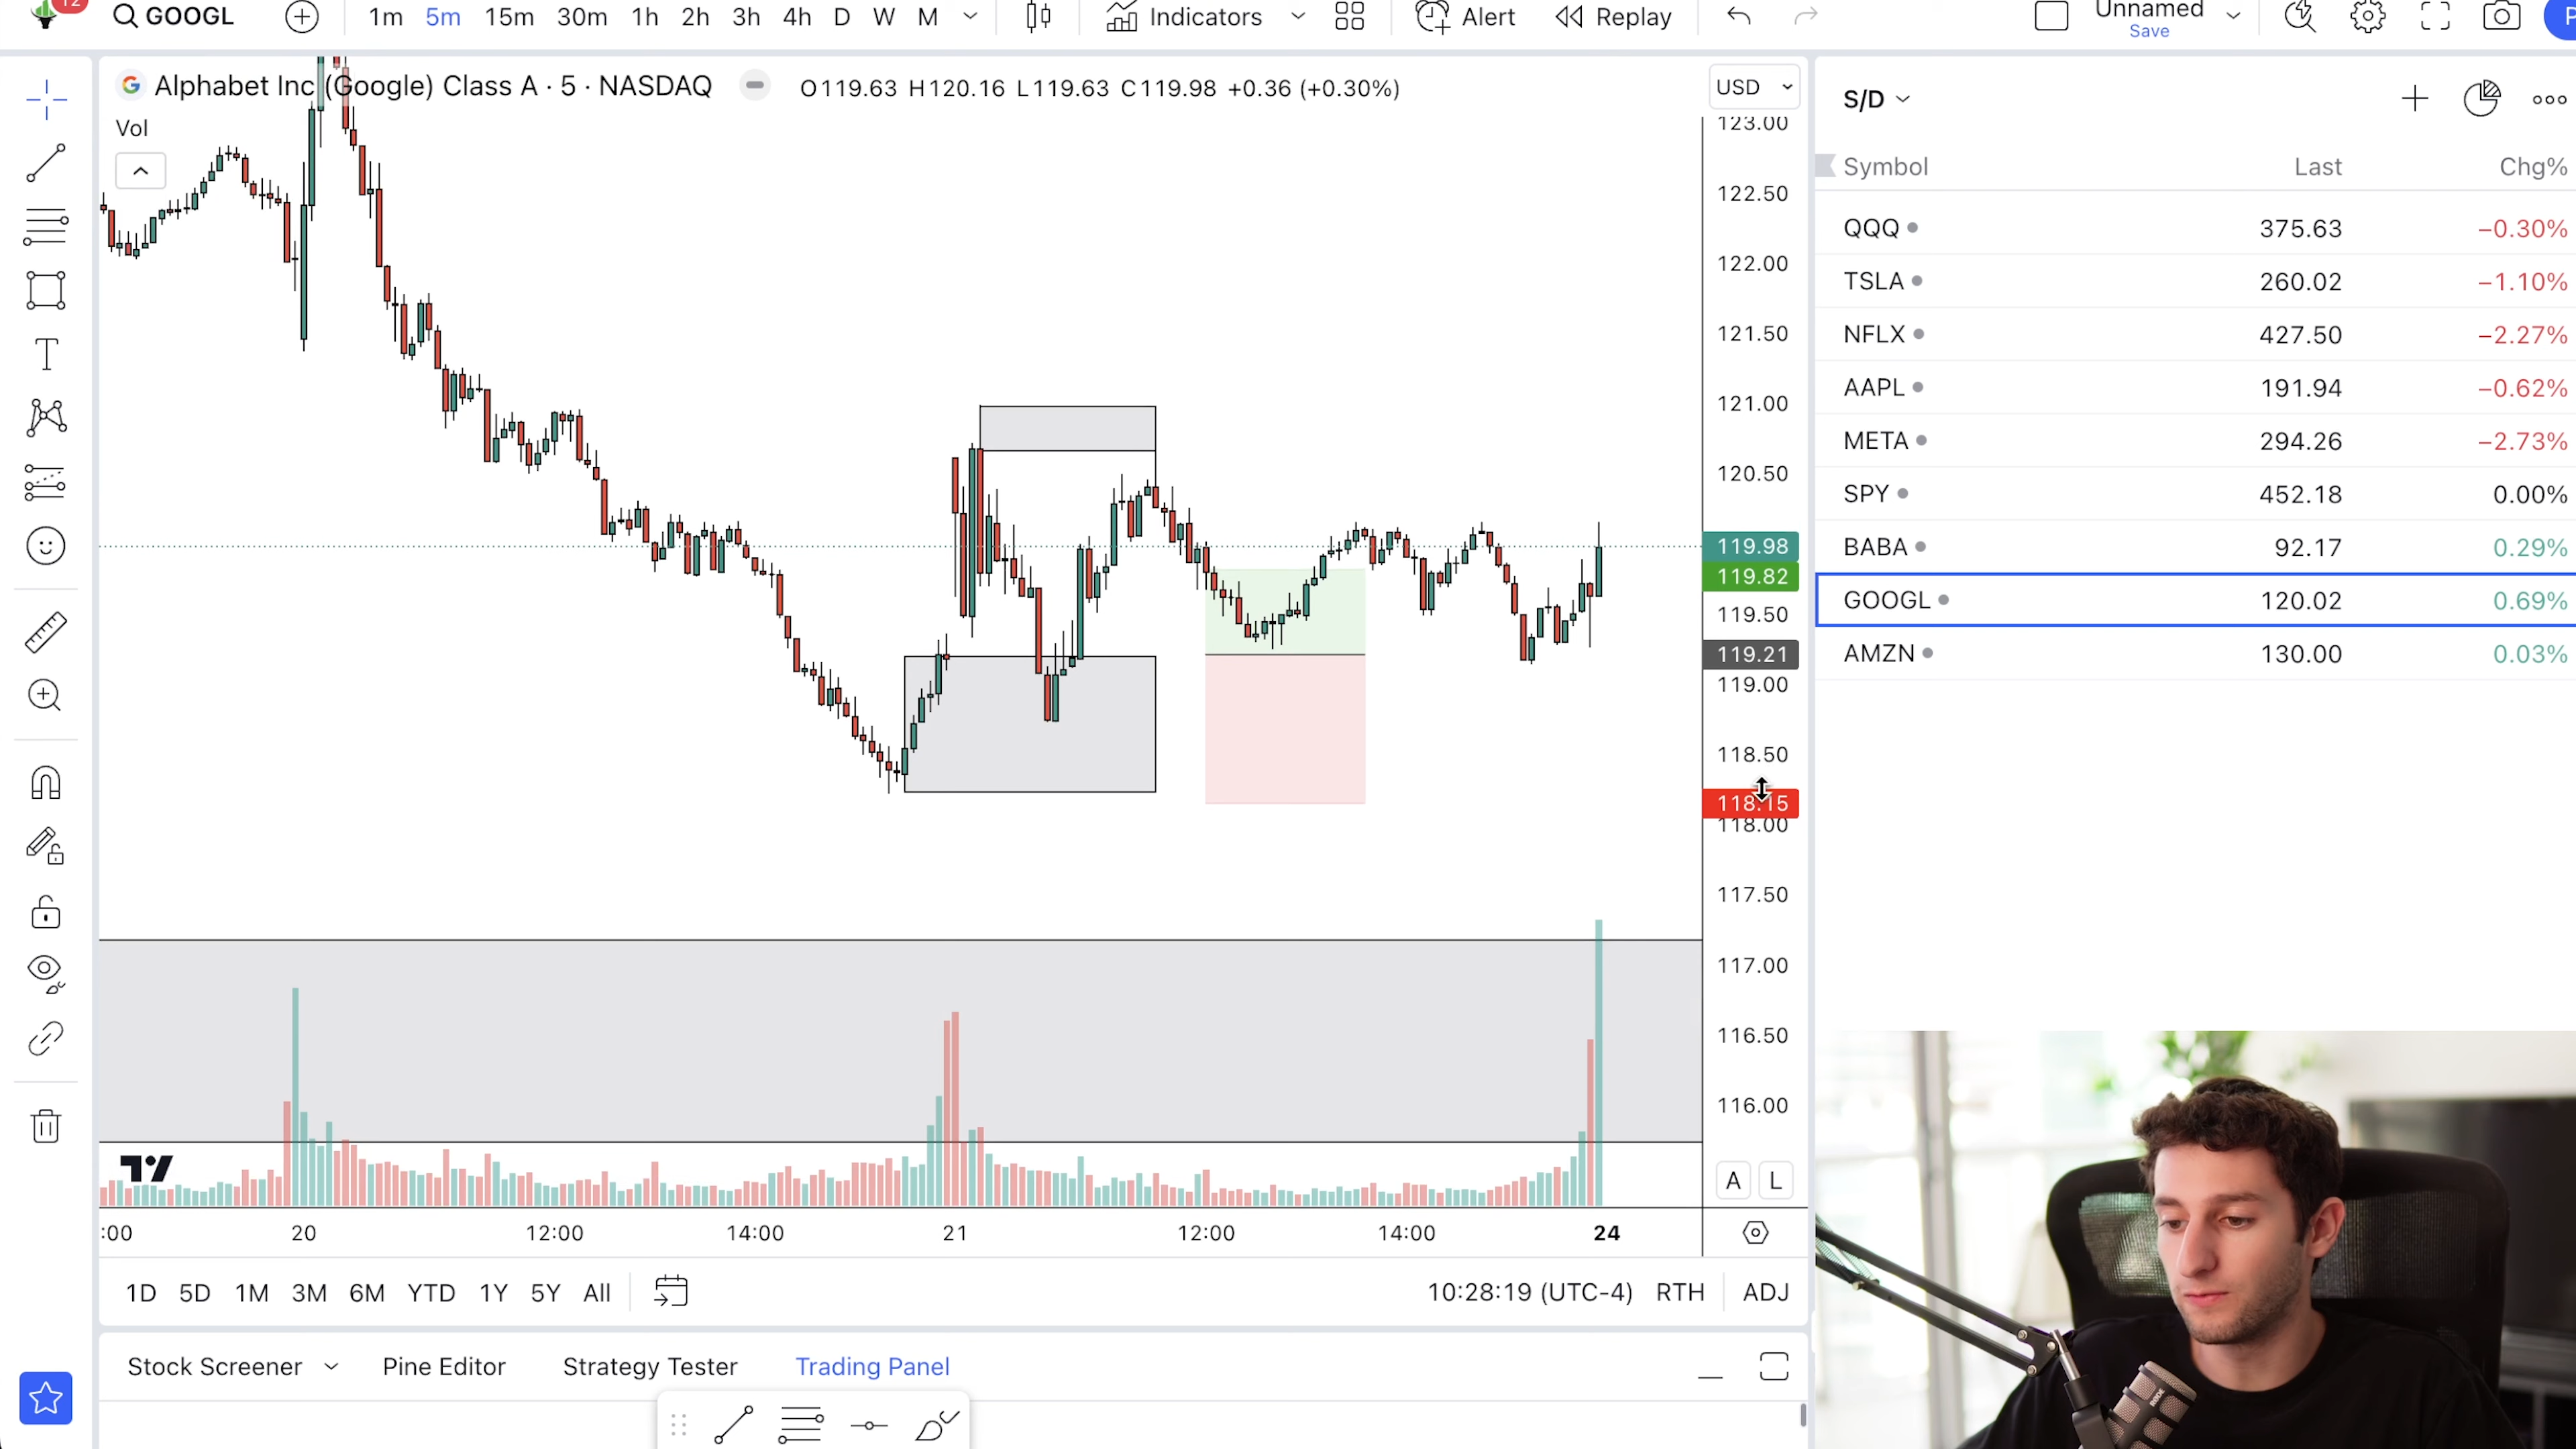 12
GOOGL 1m 5m 15m 30m 1h 2h 3h 4h D W M Indicators Alert Replay Unnamed
Save
Alphabet Inc (Google) Class A · 5 · NASDAQ O119.63 H120.16 L119.63 C119.98 +0.36 (+0.30%)
Vol
USD
123.00
122.50
122.00
121.50
121.00
120.50
119.98
119.82
119.50
119.21
119.00
118.50
118.15
118.00
117.50
117.00
116.50
116.00
A L
:00 20 12:00 14:00 21 12:00 14:00 24
1D 5D 1M 3M 6M YTD 1Y 5Y All 10:28:19 (UTC-4) RTH ADJ
Stock Screener Pine Editor Strategy Tester Trading Panel
S/D
Symbol Last Chg%
QQQ 375.63 −0.30%
TSLA 260.02 −1.10%
NFLX 427.50 −2.27%
AAPL 191.94 −0.62%
META 294.26 −2.73%
SPY 452.18 0.00%
BABA 92.17 0.29%
GOOGL 120.02 0.69%
AMZN 130.00 0.03%